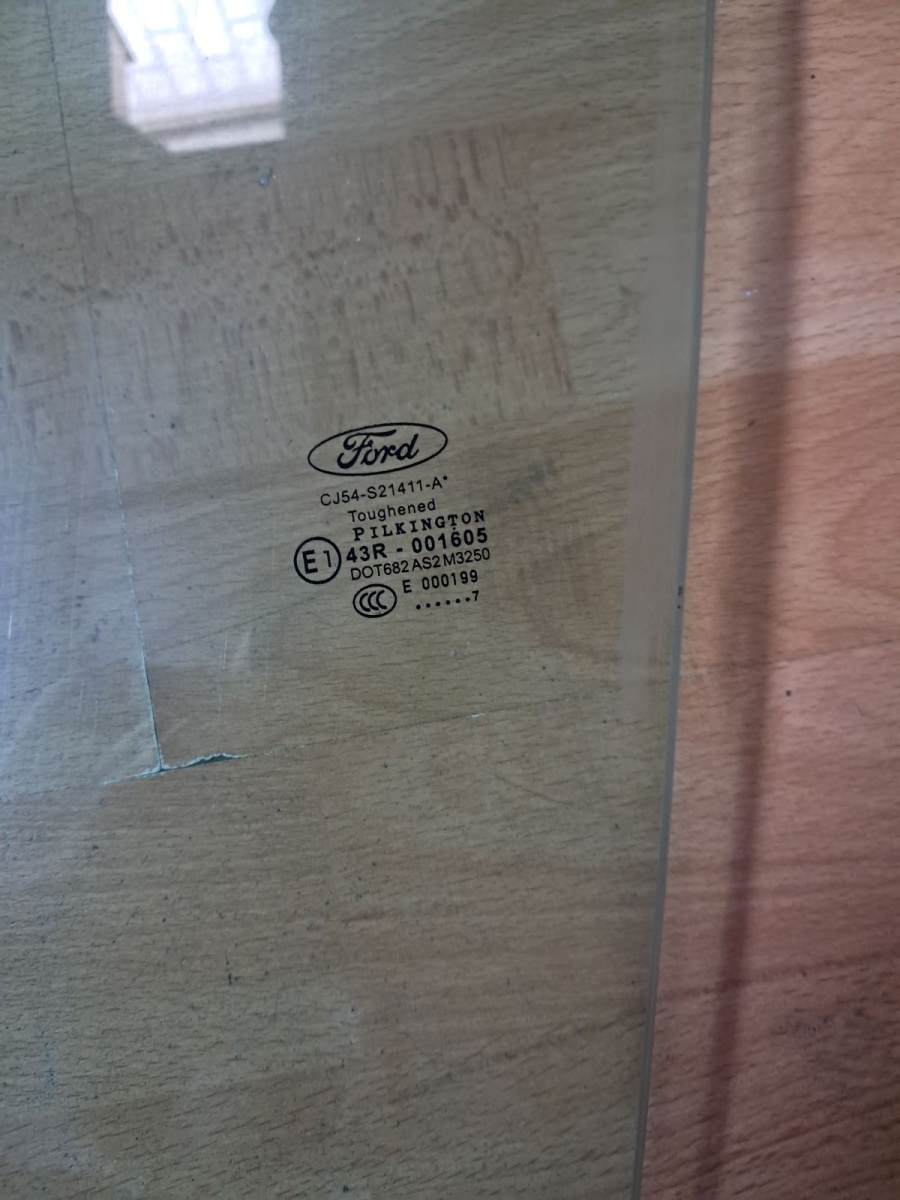 Ford
CJ54-S21411-A*
Toughened
PILKINGTON
E1 43R - 001605
DOT682 AS2 M3250
CCC E 000199
......7